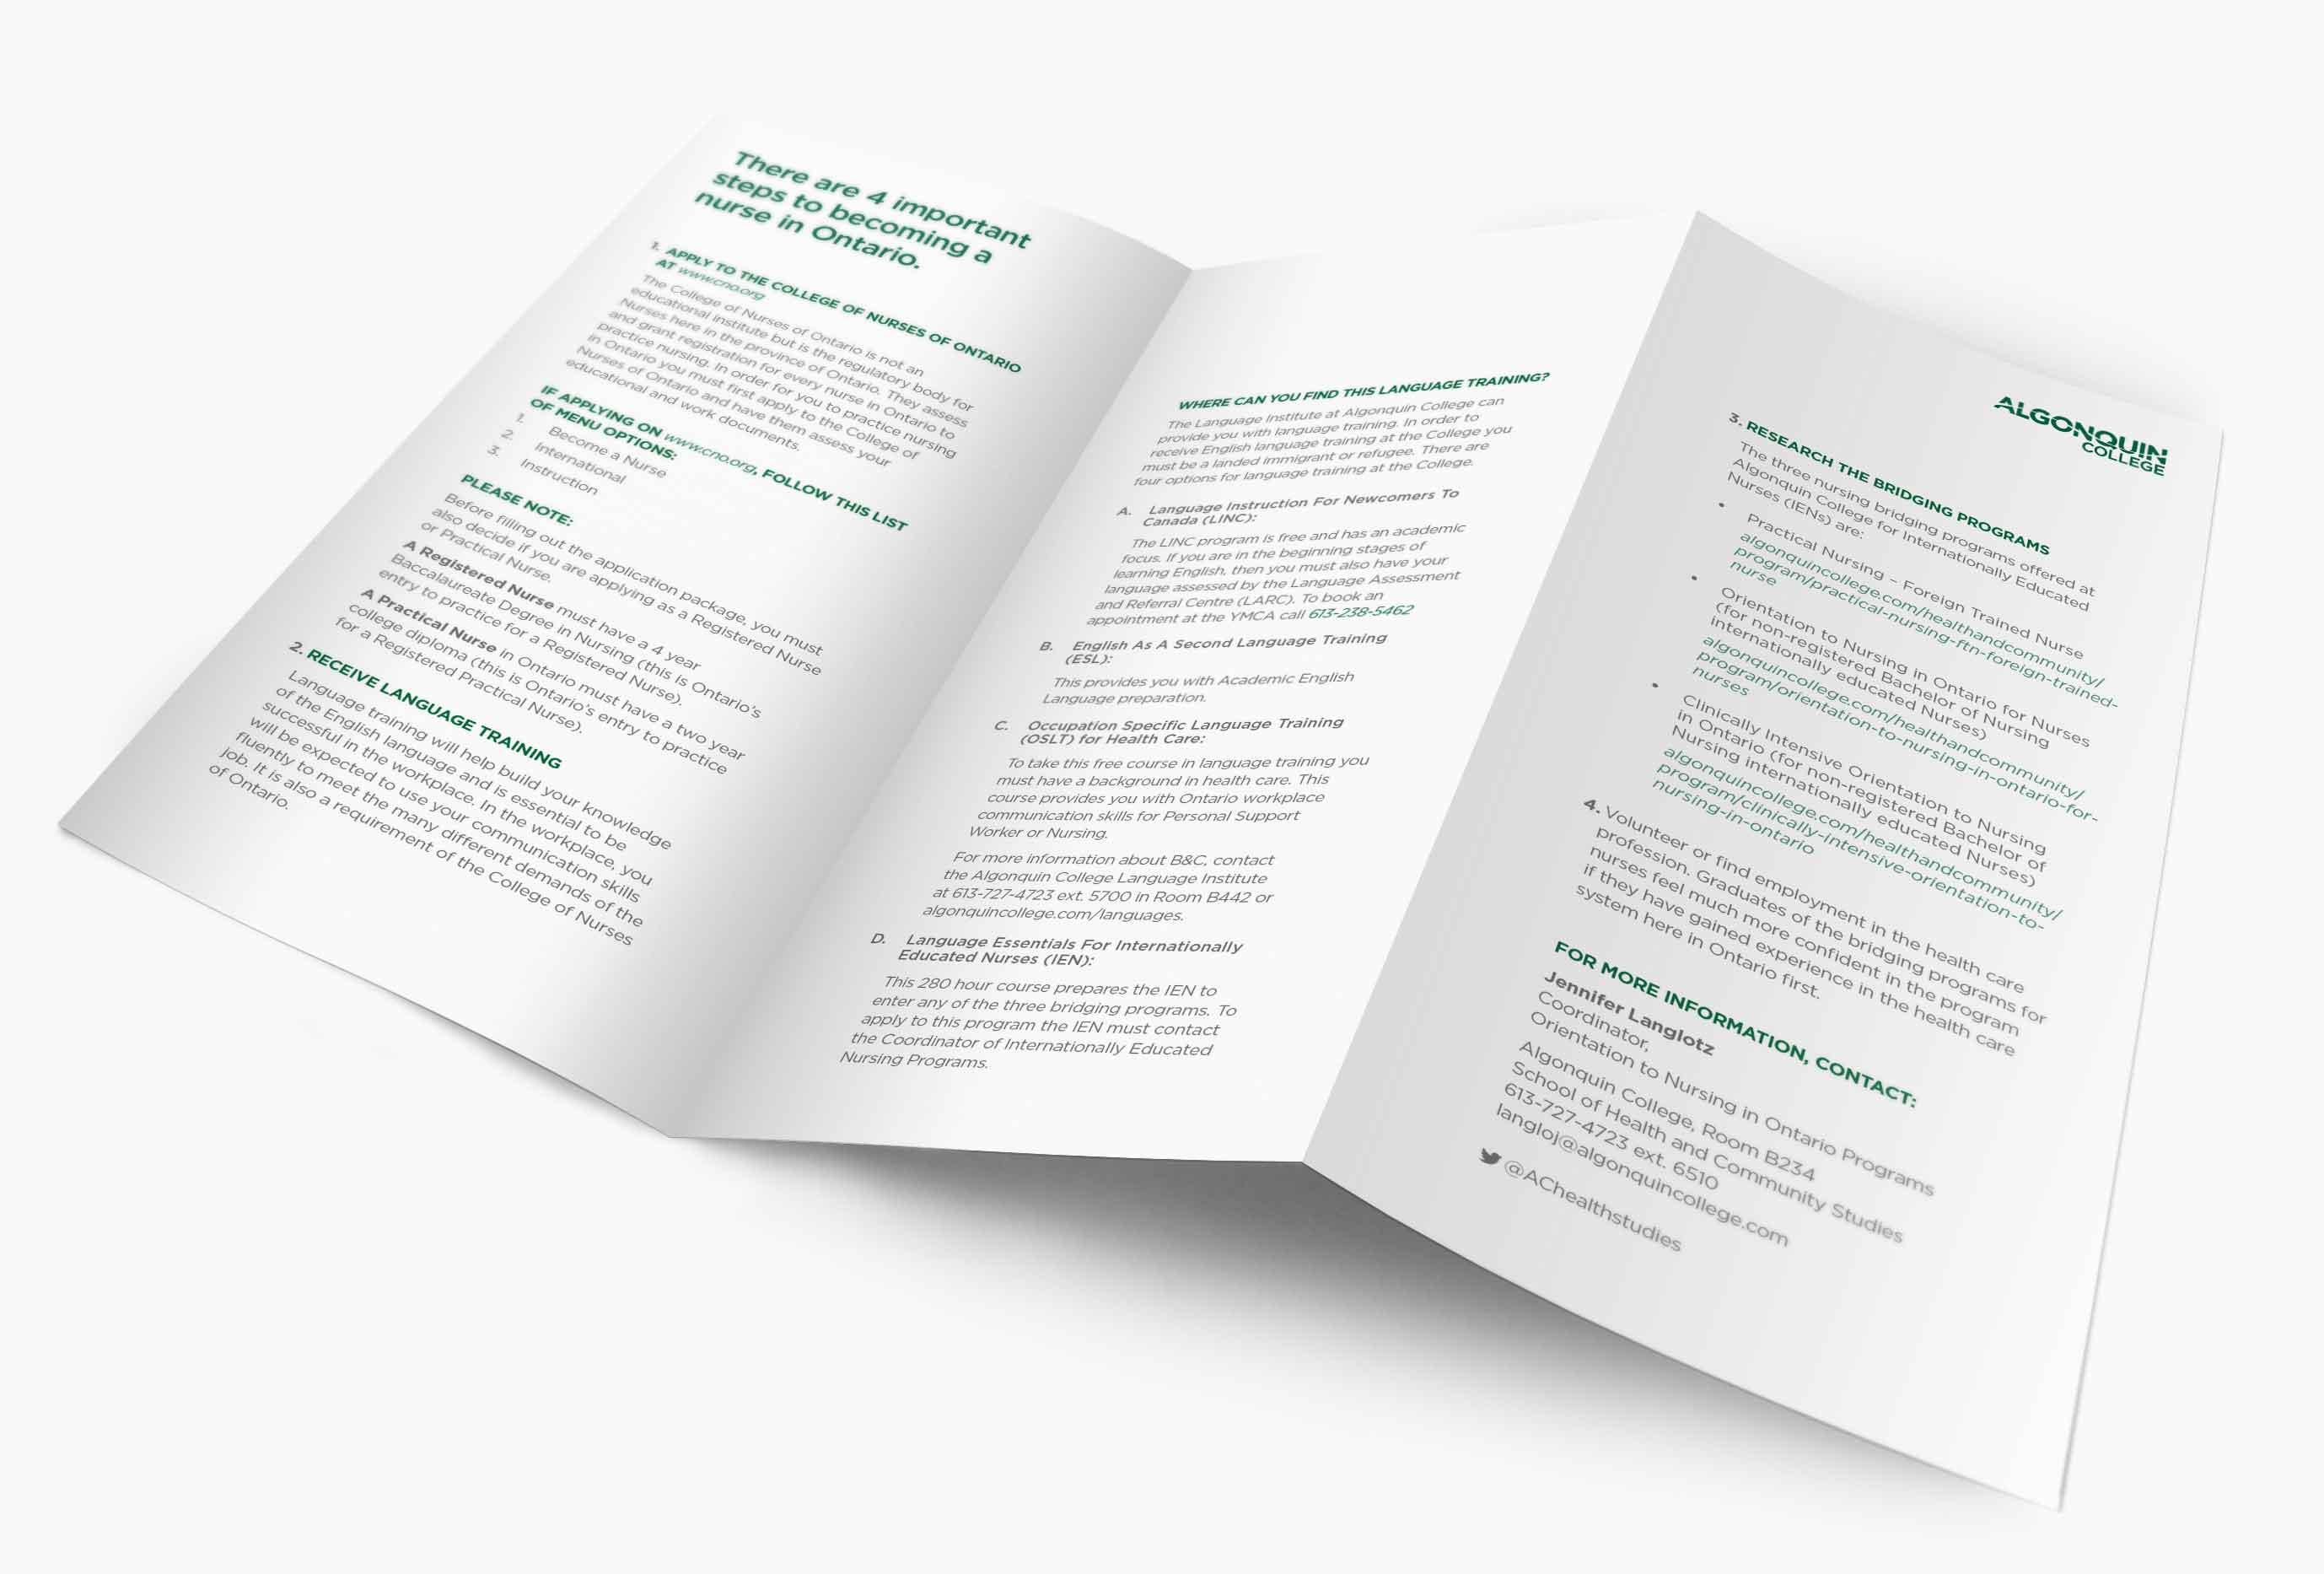 There are 4 important
steps to becoming a
nurse in Ontario.
1. APPLY TO THE COLLEGE OF NURSES OF ONTARIO
AT www.cno.org
The College of Nurses of Ontario is not an
educational institute but is the regulatory body for
Nurses here in the province of Ontario. They assess
and grant registration for every nurse in Ontario to
practice nursing. In order for you to practice nursing
in Ontario you must first apply to the College of
Nurses of Ontario and have them assess your
educational and work documents.
IF APPLYING ON www.cno.org, FOLLOW THIS LIST
OF MENU OPTIONS:
1. Become a Nurse
2. International
3. Instruction
PLEASE NOTE:
Before filling out the application package, you must
also decide if you are applying as a Registered Nurse
or Practical Nurse.
A Registered Nurse must have a 4 year
Baccalaureate Degree in Nursing (this is Ontario's
entry to practice for a Registered Nurse).
A Practical Nurse in Ontario must have a two year
college diploma (this is Ontario's entry to practice
for a Registered Practical Nurse).
2. RECEIVE LANGUAGE TRAINING
Language training will help build your knowledge
of the English language and is essential to be
successful in the workplace. In the workplace, you
will be expected to use your communication skills
fluently to meet the many different demands of the
job. It is also a requirement of the College of Nurses
of Ontario.
WHERE CAN YOU FIND THIS LANGUAGE TRAINING?
The Language Institute at Algonquin College can
provide you with language training. In order to
receive English language training at the College you
must be a landed immigrant or refugee. There are
four options for language training at the College.
A. Language Instruction For Newcomers To
Canada (LINC):
The LINC program is free and has an academic
focus. If you are in the beginning stages of
learning English, then you must also have your
language assessed by the Language Assessment
and Referral Centre (LARC). To book an
appointment at the YMCA call 613-238-5462
B. English As A Second Language Training
(ESL):
This provides you with Academic English
Language preparation.
C. Occupation Specific Language Training
(OSLT) for Health Care:
To take this free course in language training you
must have a background in health care. This
course provides you with Ontario workplace
communication skills for Personal Support
Worker or Nursing.
For more information about B&C, contact
the Algonquin College Language Institute
at 613-727-4723 ext. 5700 in Room B442 or
algonquincollege.com/languages.
D. Language Essentials For Internationally
Educated Nurses (IEN):
This 280 hour course prepares the IEN to
enter any of the three bridging programs. To
apply to this program the IEN must contact
the Coordinator of Internationally Educated
Nursing Programs.
ALGONQUIN
COLLEGE
3. RESEARCH THE BRIDGING PROGRAMS
The three nursing bridging programs offered at
Algonquin College for Internationally Educated
Nurses (IENs) are:
• Practical Nursing – Foreign Trained Nurse
algonquincollege.com/healthandcommunity/
program/practical-nursing-ftn-foreign-trained-
nurse
• Orientation to Nursing in Ontario for Nurses
(for non-registered Bachelor of Nursing
internationally educated Nurses)
algonquincollege.com/healthandcommunity/
program/orientation-to-nursing-in-ontario-for-
nurses
• Clinically Intensive Orientation to Nursing
in Ontario (for non-registered Bachelor of
Nursing internationally educated Nurses)
algonquincollege.com/healthandcommunity/
program/clinically-intensive-orientation-to-
nursing-in-ontario
4. Volunteer or find employment in the health care
profession. Graduates of the bridging programs for
nurses feel much more confident in the program
if they have gained experience in the health care
system here in Ontario first.
FOR MORE INFORMATION, CONTACT:
Jennifer Langlotz
Coordinator,
Orientation to Nursing in Ontario Programs
Algonquin College, Room B234
School of Health and Community Studies
613-727-4723 ext. 6510
langloj@algonquincollege.com
@AChealthstudies